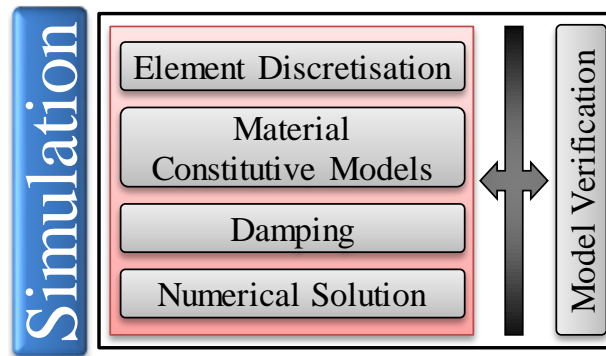 Simulation
Element Discretisation
Material
Constitutive Models
Damping
Numerical Solution
Model Verification